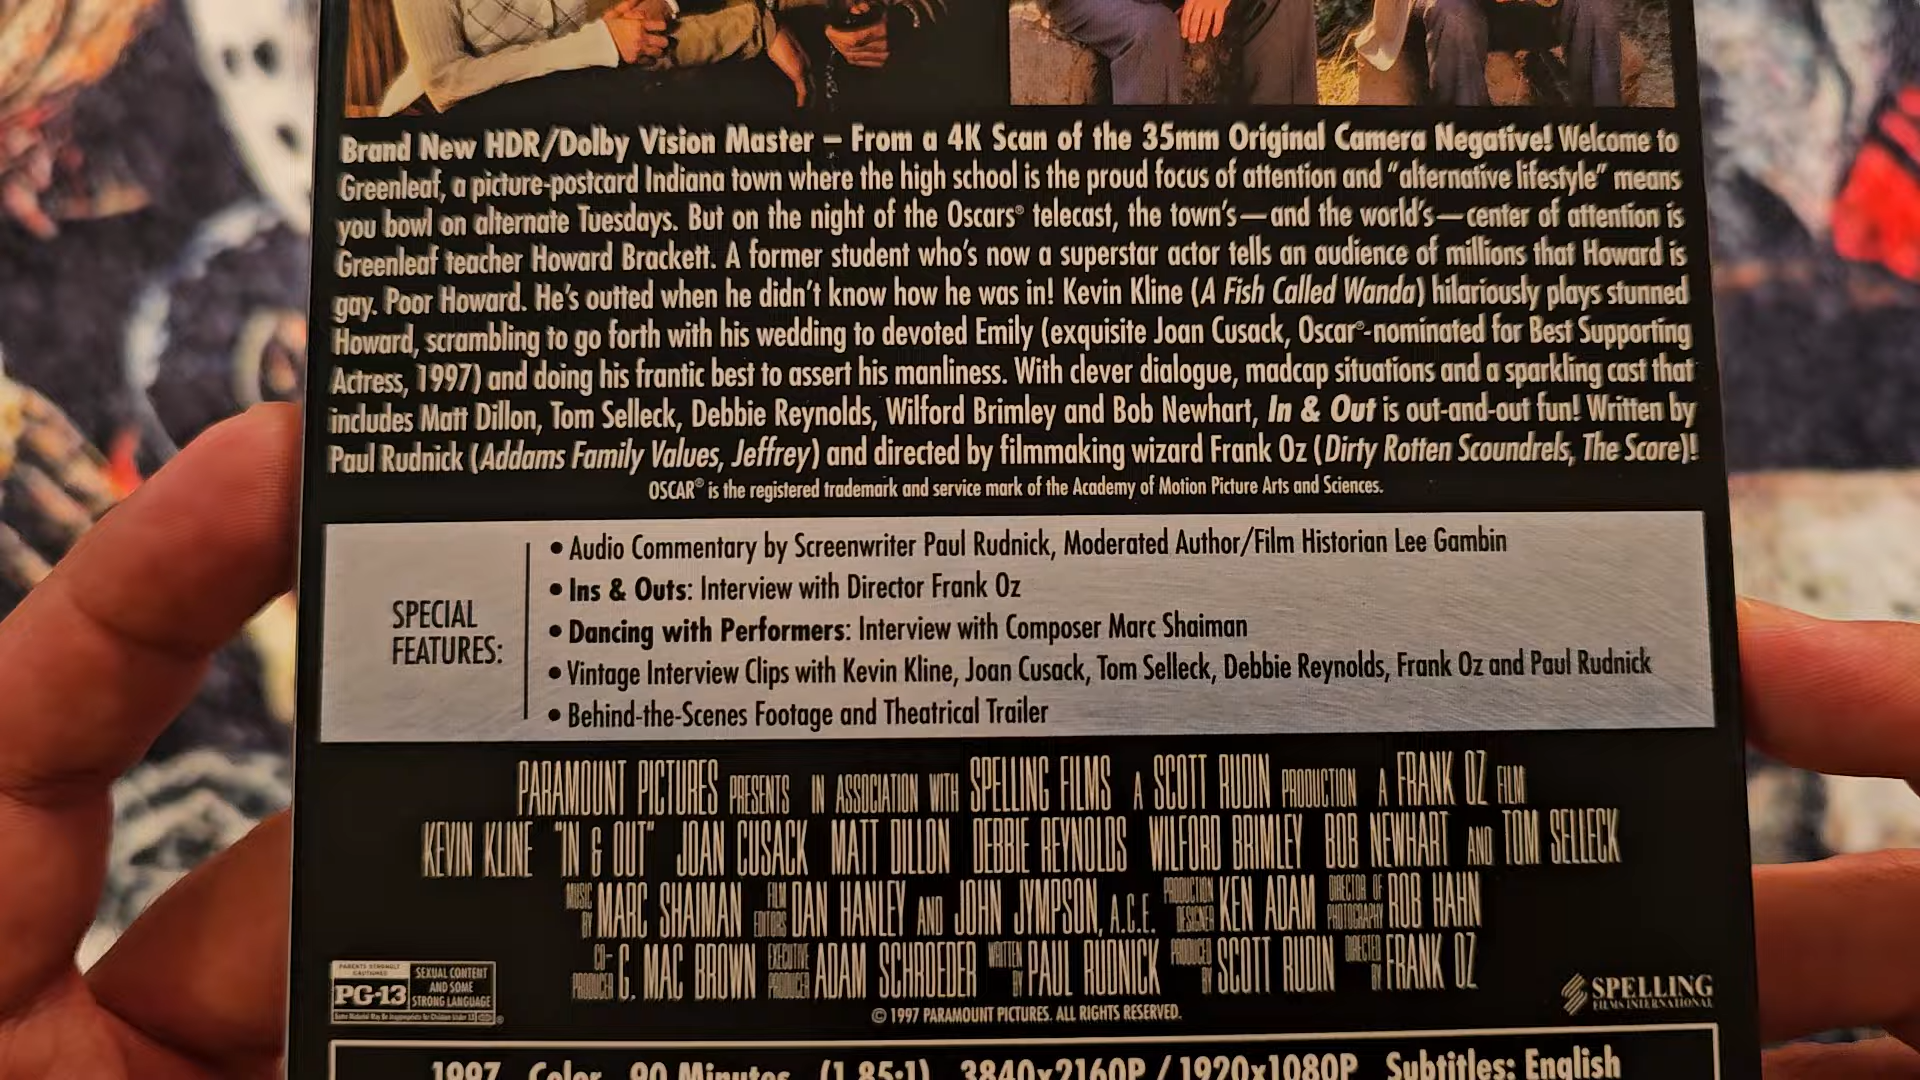 Brand New HDR/Dolby Vision Master – From a 4K Scan of the 35mm Original Camera Negative! Welcome to
Greenleaf, a picture-postcard Indiana town where the high school is the proud focus of attention and "alternative lifestyle" means
you bowl on alternate Tuesdays. But on the night of the Oscars® telecast, the town's—and the world's—center of attention is
Greenleaf teacher Howard Brackett. A former student who's now a superstar actor tells an audience of millions that Howard is
gay. Poor Howard. He's outted when he didn't know how he was in! Kevin Kline (A Fish Called Wanda) hilariously plays stunned
Howard, scrambling to go forth with his wedding to devoted Emily (exquisite Joan Cusack, Oscar®-nominated for Best Supporting
Actress, 1997) and doing his frantic best to assert his manliness. With clever dialogue, madcap situations and a sparkling cast that
includes Matt Dillon, Tom Selleck, Debbie Reynolds, Wilford Brimley and Bob Newhart, In & Out is out-and-out fun! Written by
Paul Rudnick (Addams Family Values, Jeffrey) and directed by filmmaking wizard Frank Oz (Dirty Rotten Scoundrels, The Score)!
OSCAR® is the registered trademark and service mark of the Academy of Motion Picture Arts and Sciences.
SPECIAL
FEATURES:
• Audio Commentary by Screenwriter Paul Rudnick, Moderated Author/Film Historian Lee Gambin
• Ins & Outs: Interview with Director Frank Oz
• Dancing with Performers: Interview with Composer Marc Shaiman
• Vintage Interview Clips with Kevin Kline, Joan Cusack, Tom Selleck, Debbie Reynolds, Frank Oz and Paul Rudnick
• Behind-the-Scenes Footage and Theatrical Trailer
PARAMOUNT PICTURES PRESENTS IN ASSOCIATION WITH SPELLING FILMS A SCOTT RUDIN PRODUCTION A FRANK OZ FILM
KEVIN KLINE "IN & OUT" JOAN CUSACK MATT DILLON DEBBIE REYNOLDS WILFORD BRIMLEY BOB NEWHART AND TOM SELLECK
MUSIC BY MARC SHAIMAN FILM EDITORS DAN HANLEY AND JOHN JYMPSON, A.C.E. PRODUCTION DESIGNER KEN ADAM DIRECTOR OF PHOTOGRAPHY ROB HAHN
CO-PRODUCER G. MAC BROWN EXECUTIVE PRODUCER ADAM SCHROEDER WRITTEN BY PAUL RUDNICK PRODUCED BY SCOTT RUDIN DIRECTED BY FRANK OZ
PARENTS STRONGLY CAUTIONED
PG-13
SEXUAL CONTENT
AND SOME
STRONG LANGUAGE
Some Material May Be Inappropriate for Children Under 13
SPELLING
FILMS INTERNATIONAL
© 1997 PARAMOUNT PICTURES. ALL RIGHTS RESERVED.
1997 Color 90 Minutes (1.85:1) 3840x2160P / 1920x1080P Subtitles: English